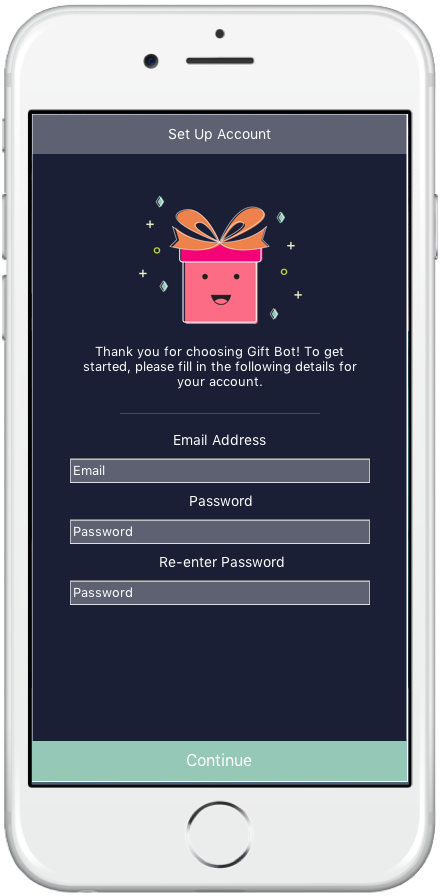 Set Up Account
Thank you for choosing Gift Bot! To get
started, please fill in the following details for
your account.
Email Address
Email
Password
Password
Re-enter Password
Password
Continue